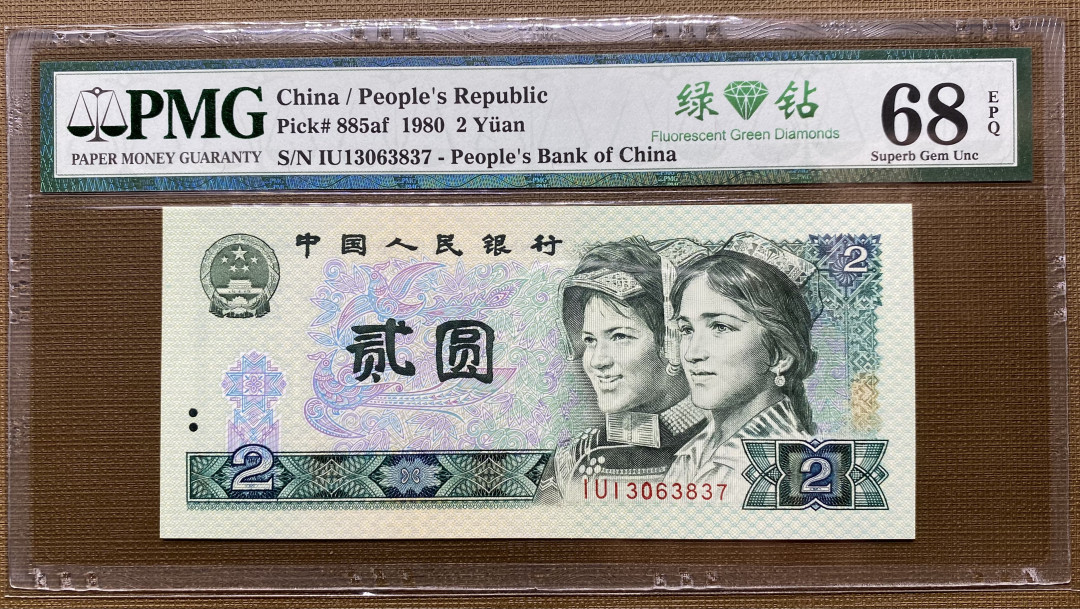 PMG
PAPER MONEY GUARANTY
China / People's Republic
Pick# 885af 1980 2 Yüan
S/N IU13063837 - People's Bank of China
绿 钻
Fluorescent Green Diamonds
68
EPQ
Superb Gem Unc
中国人民银行
2
贰圆
2
IU13063837
2